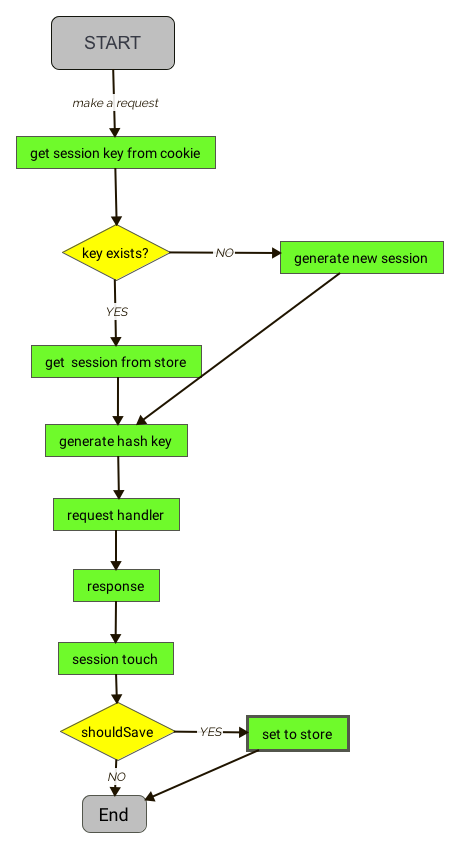 START
make a request
get session key from cookie
key exists?
NO
generate new session
YES
get session from store
generate hash key
request handler
response
session touch
shouldSave
YES
set to store
NO
End